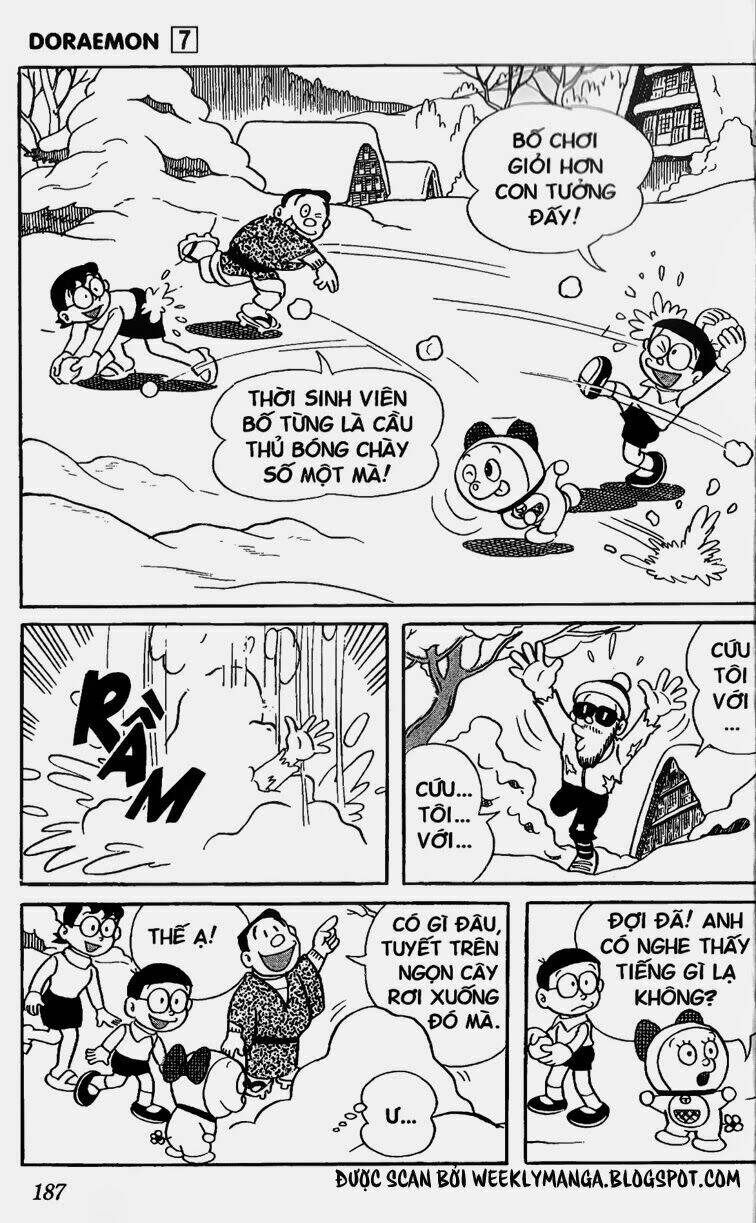 DORAEMON 7
BỐ CHƠI
GIỎI HƠN
CON TƯỞNG
ĐẤY!
THỜI SINH VIÊN
BỐ TỪNG LÀ CẦU
THỦ BÓNG CHÀY
SỐ MỘT MÀ!
CỨU
TÔI
VỚI
...
CỨU...
TÔI...
VỚI...
RẦM
ĐỢI ĐÃ! ANH
CÓ NGHE THẤY
TIẾNG GÌ LẠ
KHÔNG?
CÓ GÌ ĐÂU,
TUYẾT TRÊN
NGỌN CÂY
RƠI XUỐNG
ĐÓ MÀ.
THẾ Ạ!
Ư...
187
ĐƯỢC SCAN BỞI WEEKLYMANGA.BLOGSPOT.COM